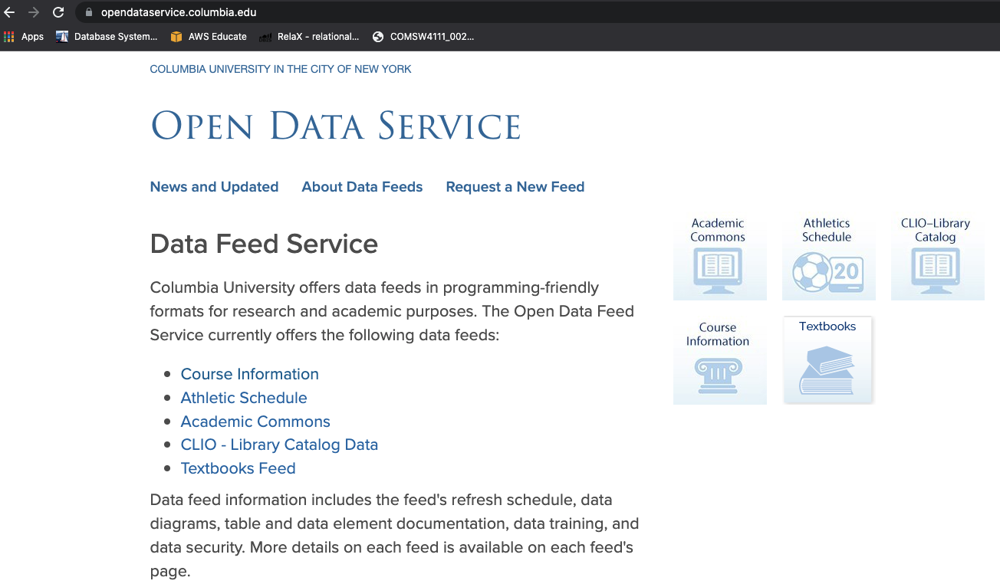 opendataservice.columbia.edu
Apps Database System... AWS Educate RelaX - relational... COMSW4111_002...
COLUMBIA UNIVERSITY IN THE CITY OF NEW YORK
OPEN DATA SERVICE
News and Updated About Data Feeds Request a New Feed
Data Feed Service
Columbia University offers data feeds in programming-friendly
formats for research and academic purposes. The Open Data Feed
Service currently offers the following data feeds:
• Course Information
• Athletic Schedule
• Academic Commons
• CLIO - Library Catalog Data
• Textbooks Feed
Data feed information includes the feed's refresh schedule, data
diagrams, table and data element documentation, data training, and
data security. More details on each feed is available on each feed's
page.
Academic
Commons
Athletics
Schedule
20
CLIO–Library
Catalog
Course
Information
Textbooks